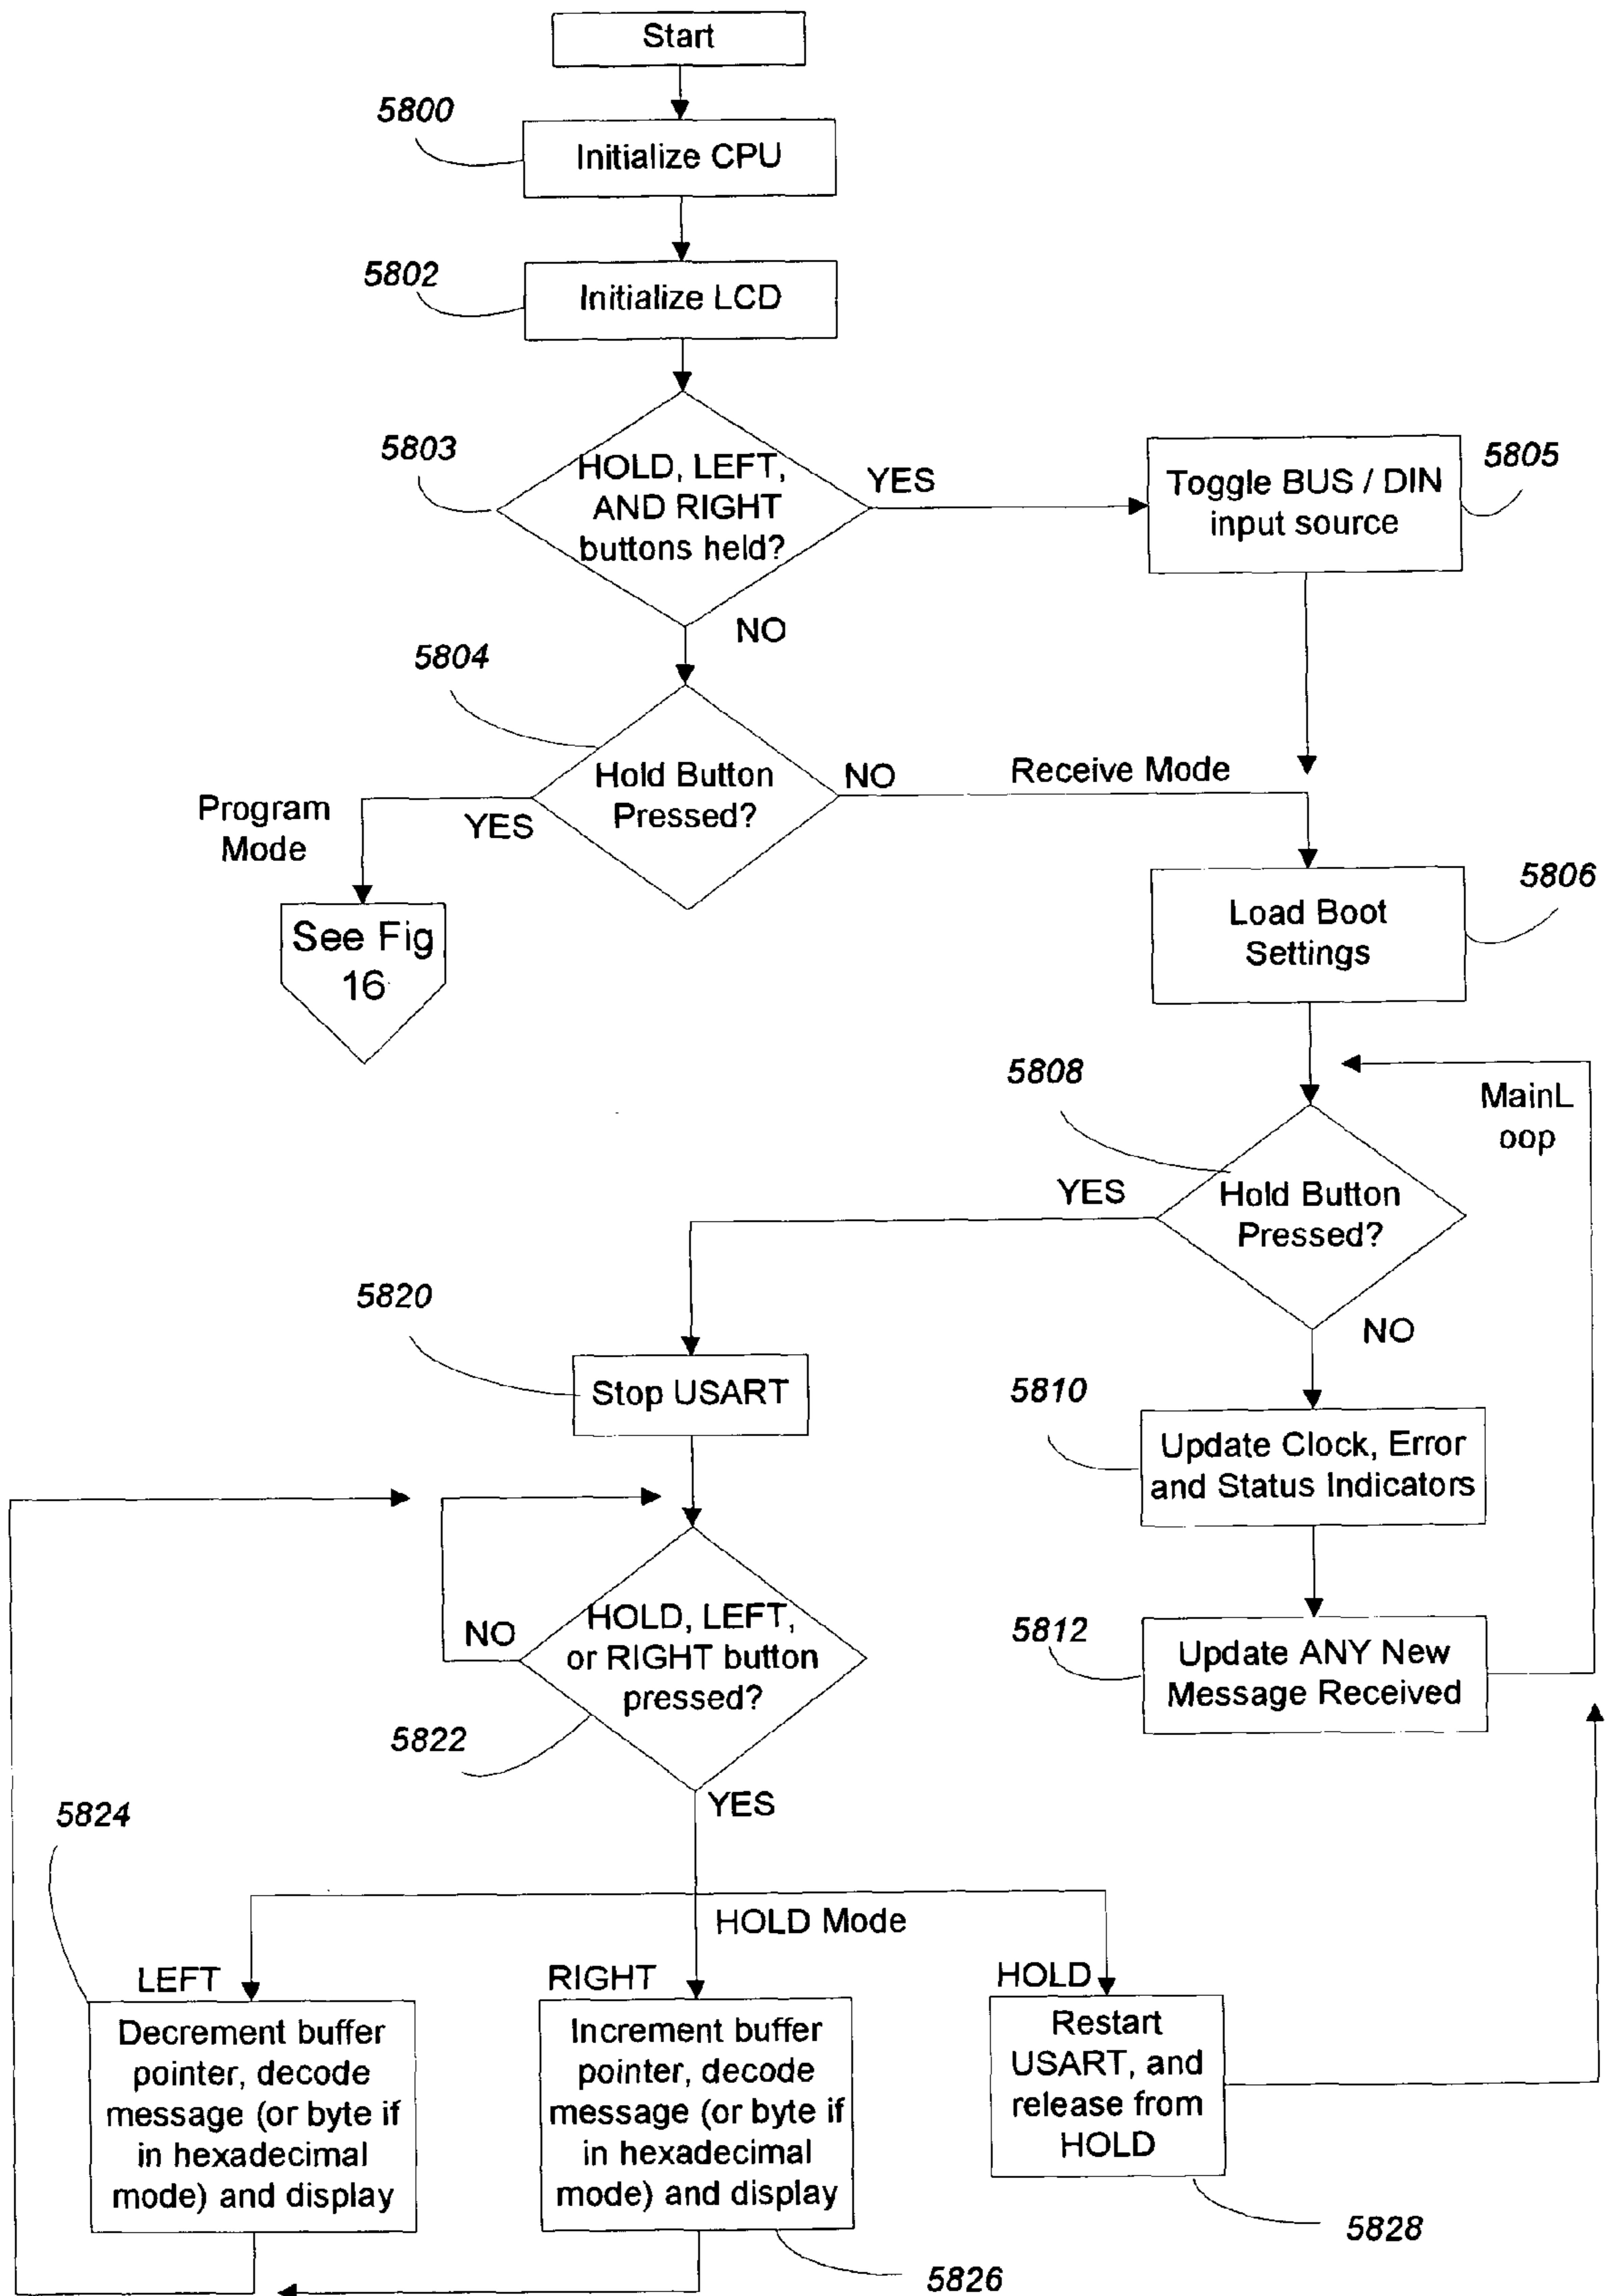 Start
5800
Initialize CPU
5802
Initialize LCD
5803
HOLD, LEFT,
AND RIGHT
buttons held?
YES
Toggle BUS / DIN
input source
5805
NO
5804
Hold Button
Pressed?
NO
Receive Mode
Program
Mode
YES
See Fig
16
5806
Load Boot
Settings
5808
MainL
oop
YES
Hold Button
Pressed?
NO
5820
Stop USART
5810
Update Clock, Error
and Status Indicators
NO
HOLD, LEFT,
or RIGHT button
pressed?
5812
Update ANY New
Message Received
5822
YES
5824
HOLD Mode
LEFT
RIGHT
HOLD
Decrement buffer
pointer, decode
message (or byte if
in hexadecimal
mode) and display
Increment buffer
pointer, decode
message (or byte if
in hexadecimal
mode) and display
Restart
USART, and
release from
HOLD
5828
5826